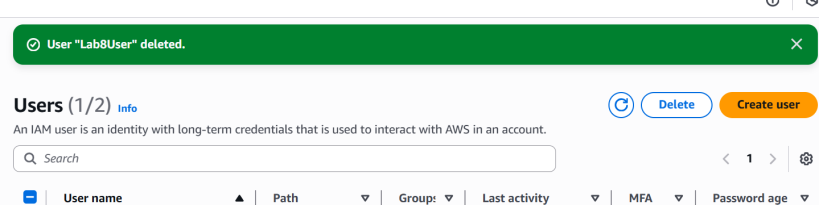 User "Lab8User" deleted.
Users (1/2) Info
Delete
Create user
An IAM user is an identity with long-term credentials that is used to interact with AWS in an account.
Search
1
User name Path Groups Last activity MFA Password age